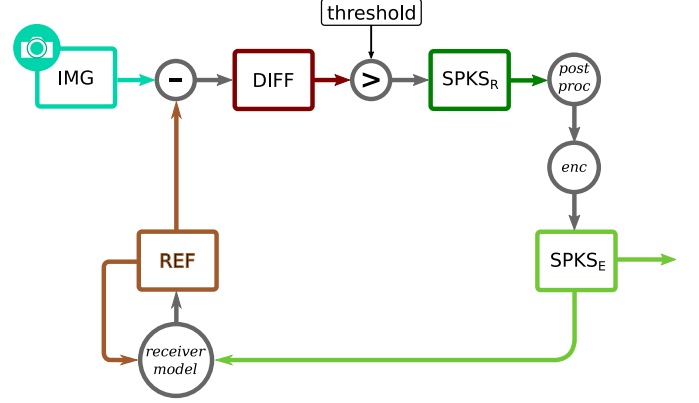 threshold
IMG
-
DIFF
>
SPKS_R
post
proc
enc
REF
SPKS_E
receiver
model